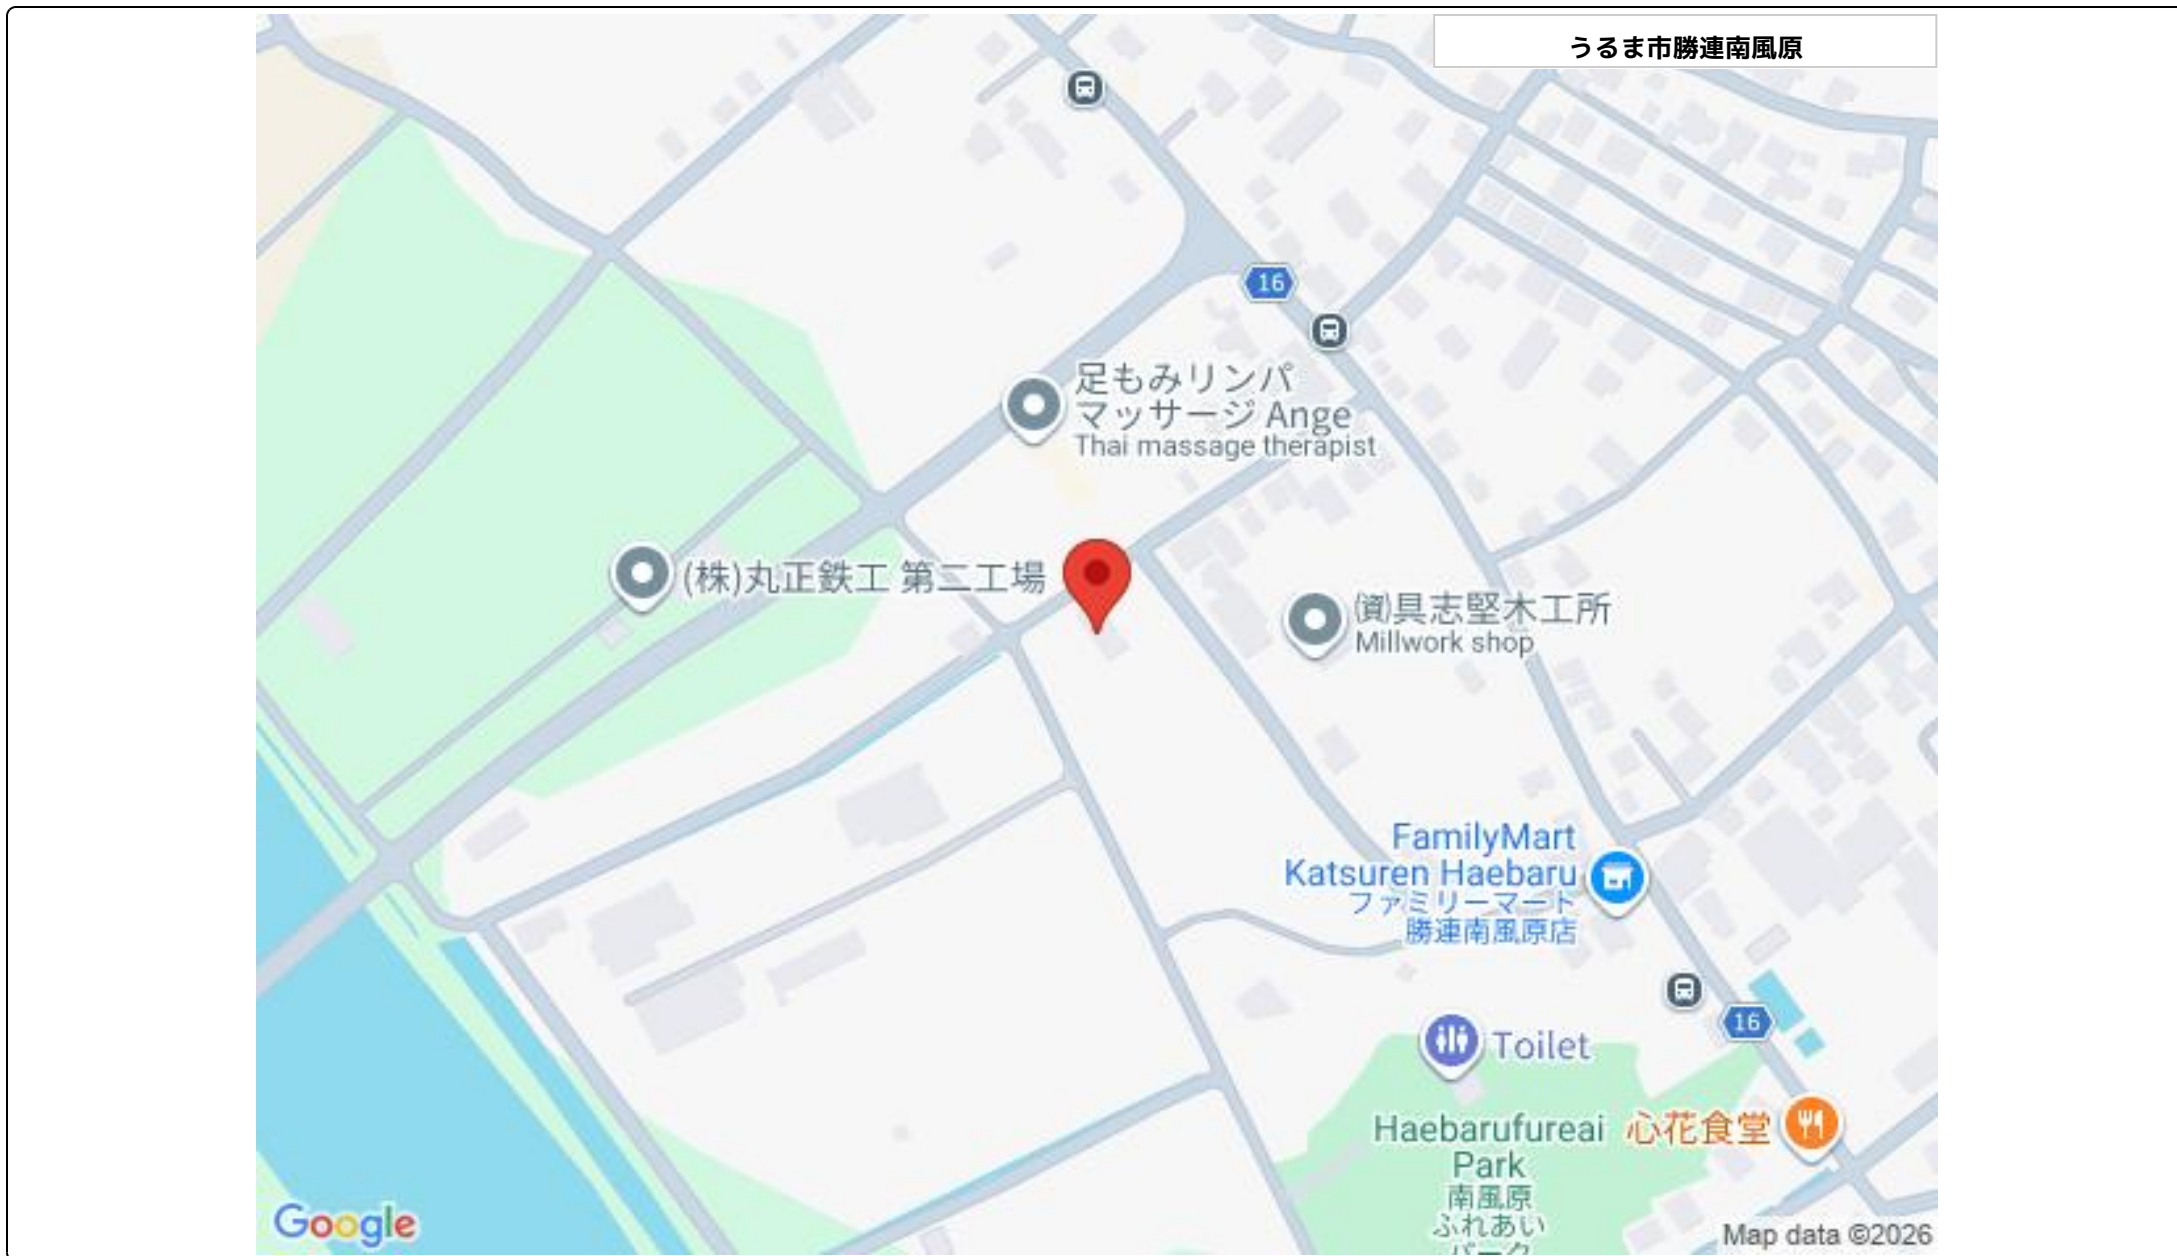 うるま市勝連南風原
16
足もみリンパ
マッサージ Ange
Thai massage therapist
(株)丸正鉄工 第二工場
㈾具志堅木工所
Millwork shop
FamilyMart
Katsuren Haebaru
ファミリーマート
勝連南風原店
16
Toilet
Haebarufureai
Park
南風原
ふれあい
パーク
心花食堂
Google
Map data ©2026